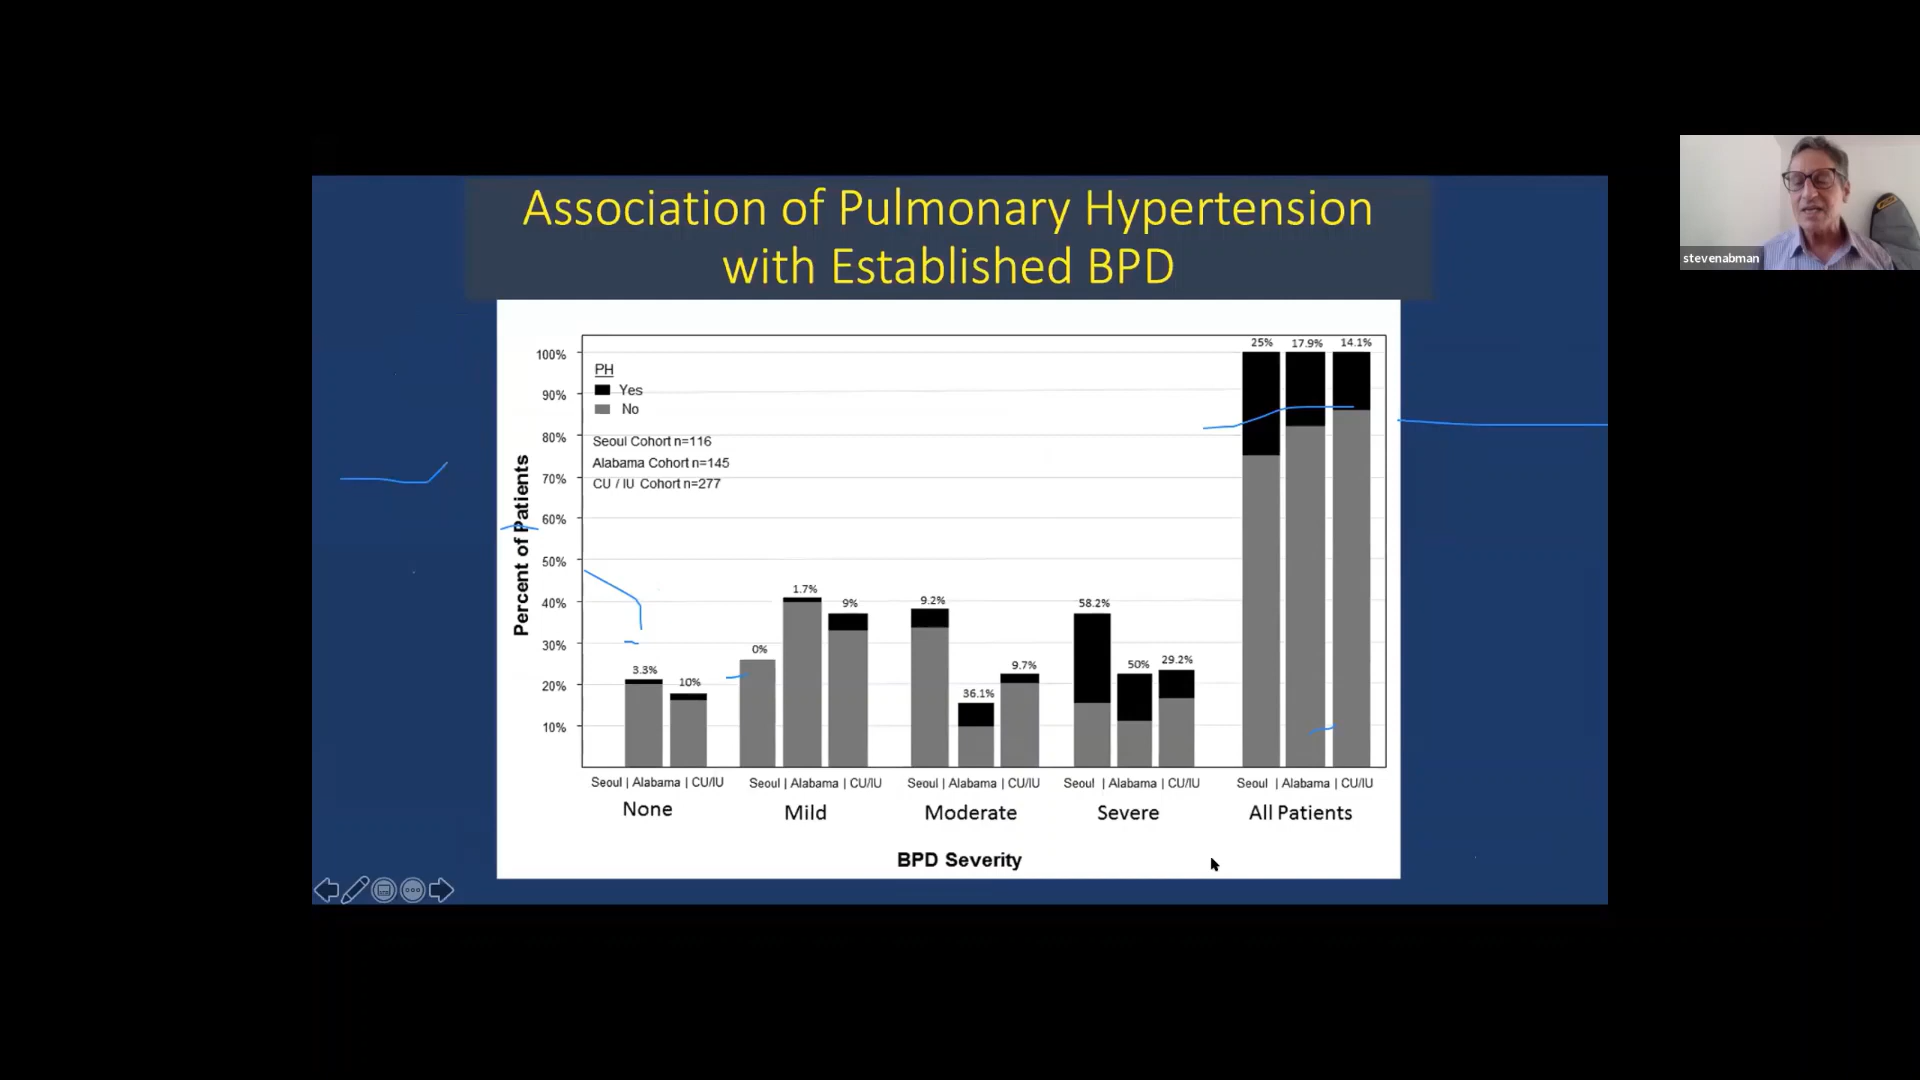 Association of Pulmonary Hypertension
with Established BPD
stevenabman
25% 17.9% 14.1%
100%
90%
80%
70%
60%
50%
40%
30%
20%
10%
Percent of Patients
PH
Yes
No
Seoul Cohort n=116
Alabama Cohort n=145
CU / IU Cohort n=277
3.3% 10%
0% 1.7% 9%
9.2% 36.1% 9.7%
58.2% 50% 29.2%
Seoul | Alabama | CU/IU Seoul | Alabama | CU/IU Seoul | Alabama | CU/IU Seoul | Alabama | CU/IU Seoul | Alabama | CU/IU
None Mild Moderate Severe All Patients
BPD Severity